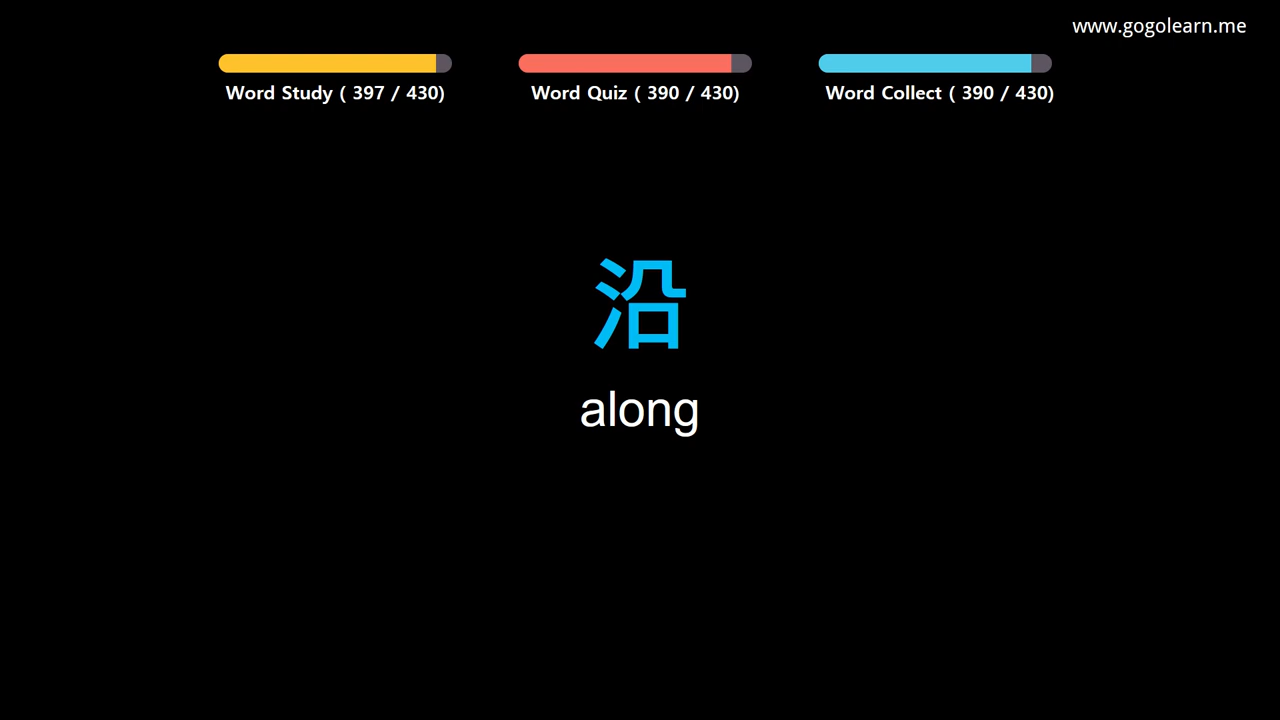 www.gogolearn.me
Word Study ( 397 / 430)
Word Quiz ( 390 / 430)
Word Collect ( 390 / 430)
沿
along